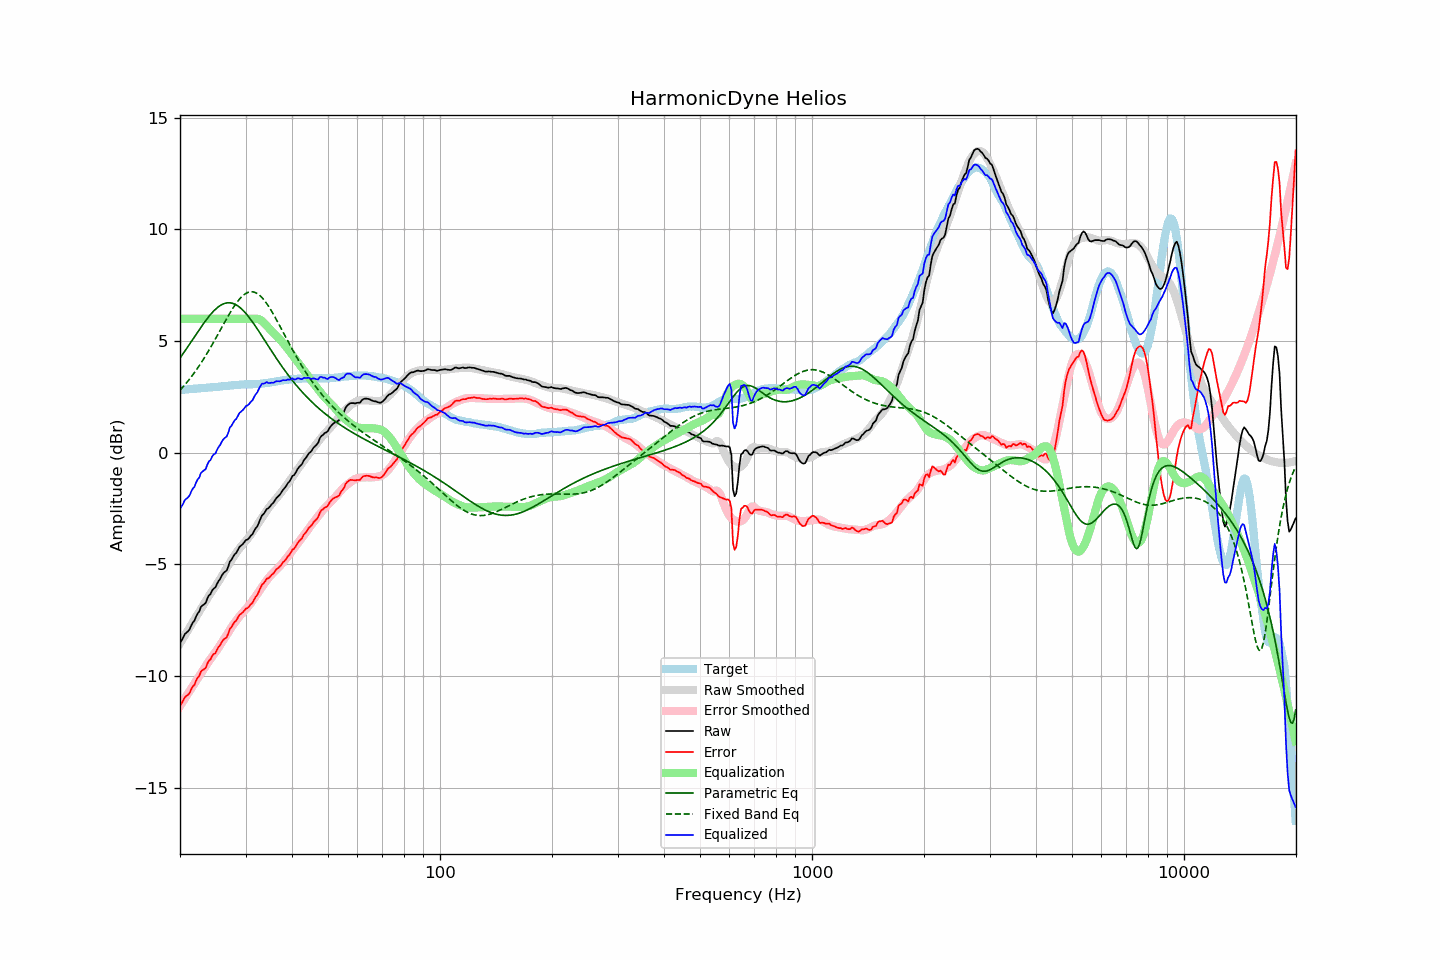 HarmonicDyne Helios
15
10
5
0
−5
−10
−15
Amplitude (dBr)
Target
Raw Smoothed
Error Smoothed
Raw
Error
Equalization
Parametric Eq
Fixed Band Eq
Equalized
100
1000
10000
Frequency (Hz)